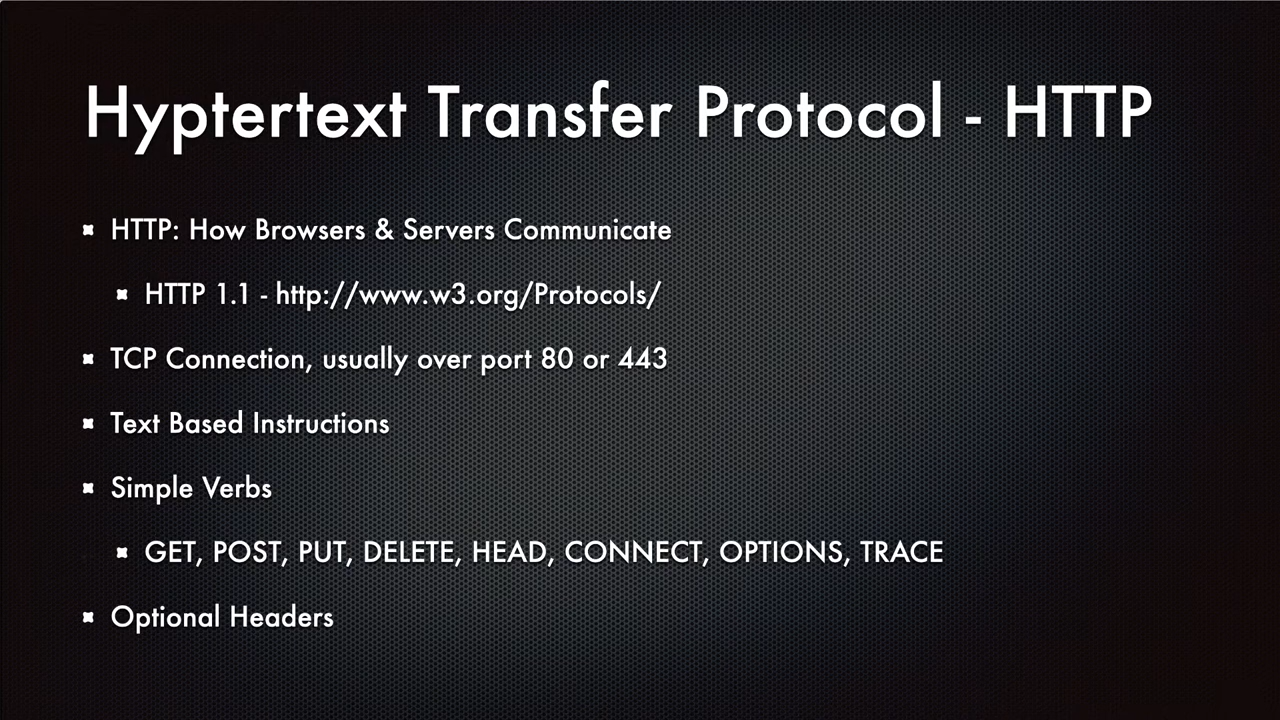 Hyptertext Transfer Protocol - HTTP
HTTP: How Browsers & Servers Communicate
HTTP 1.1 - http://www.w3.org/Protocols/
TCP Connection, usually over port 80 or 443
Text Based Instructions
Simple Verbs
GET, POST, PUT, DELETE, HEAD, CONNECT, OPTIONS, TRACE
Optional Headers